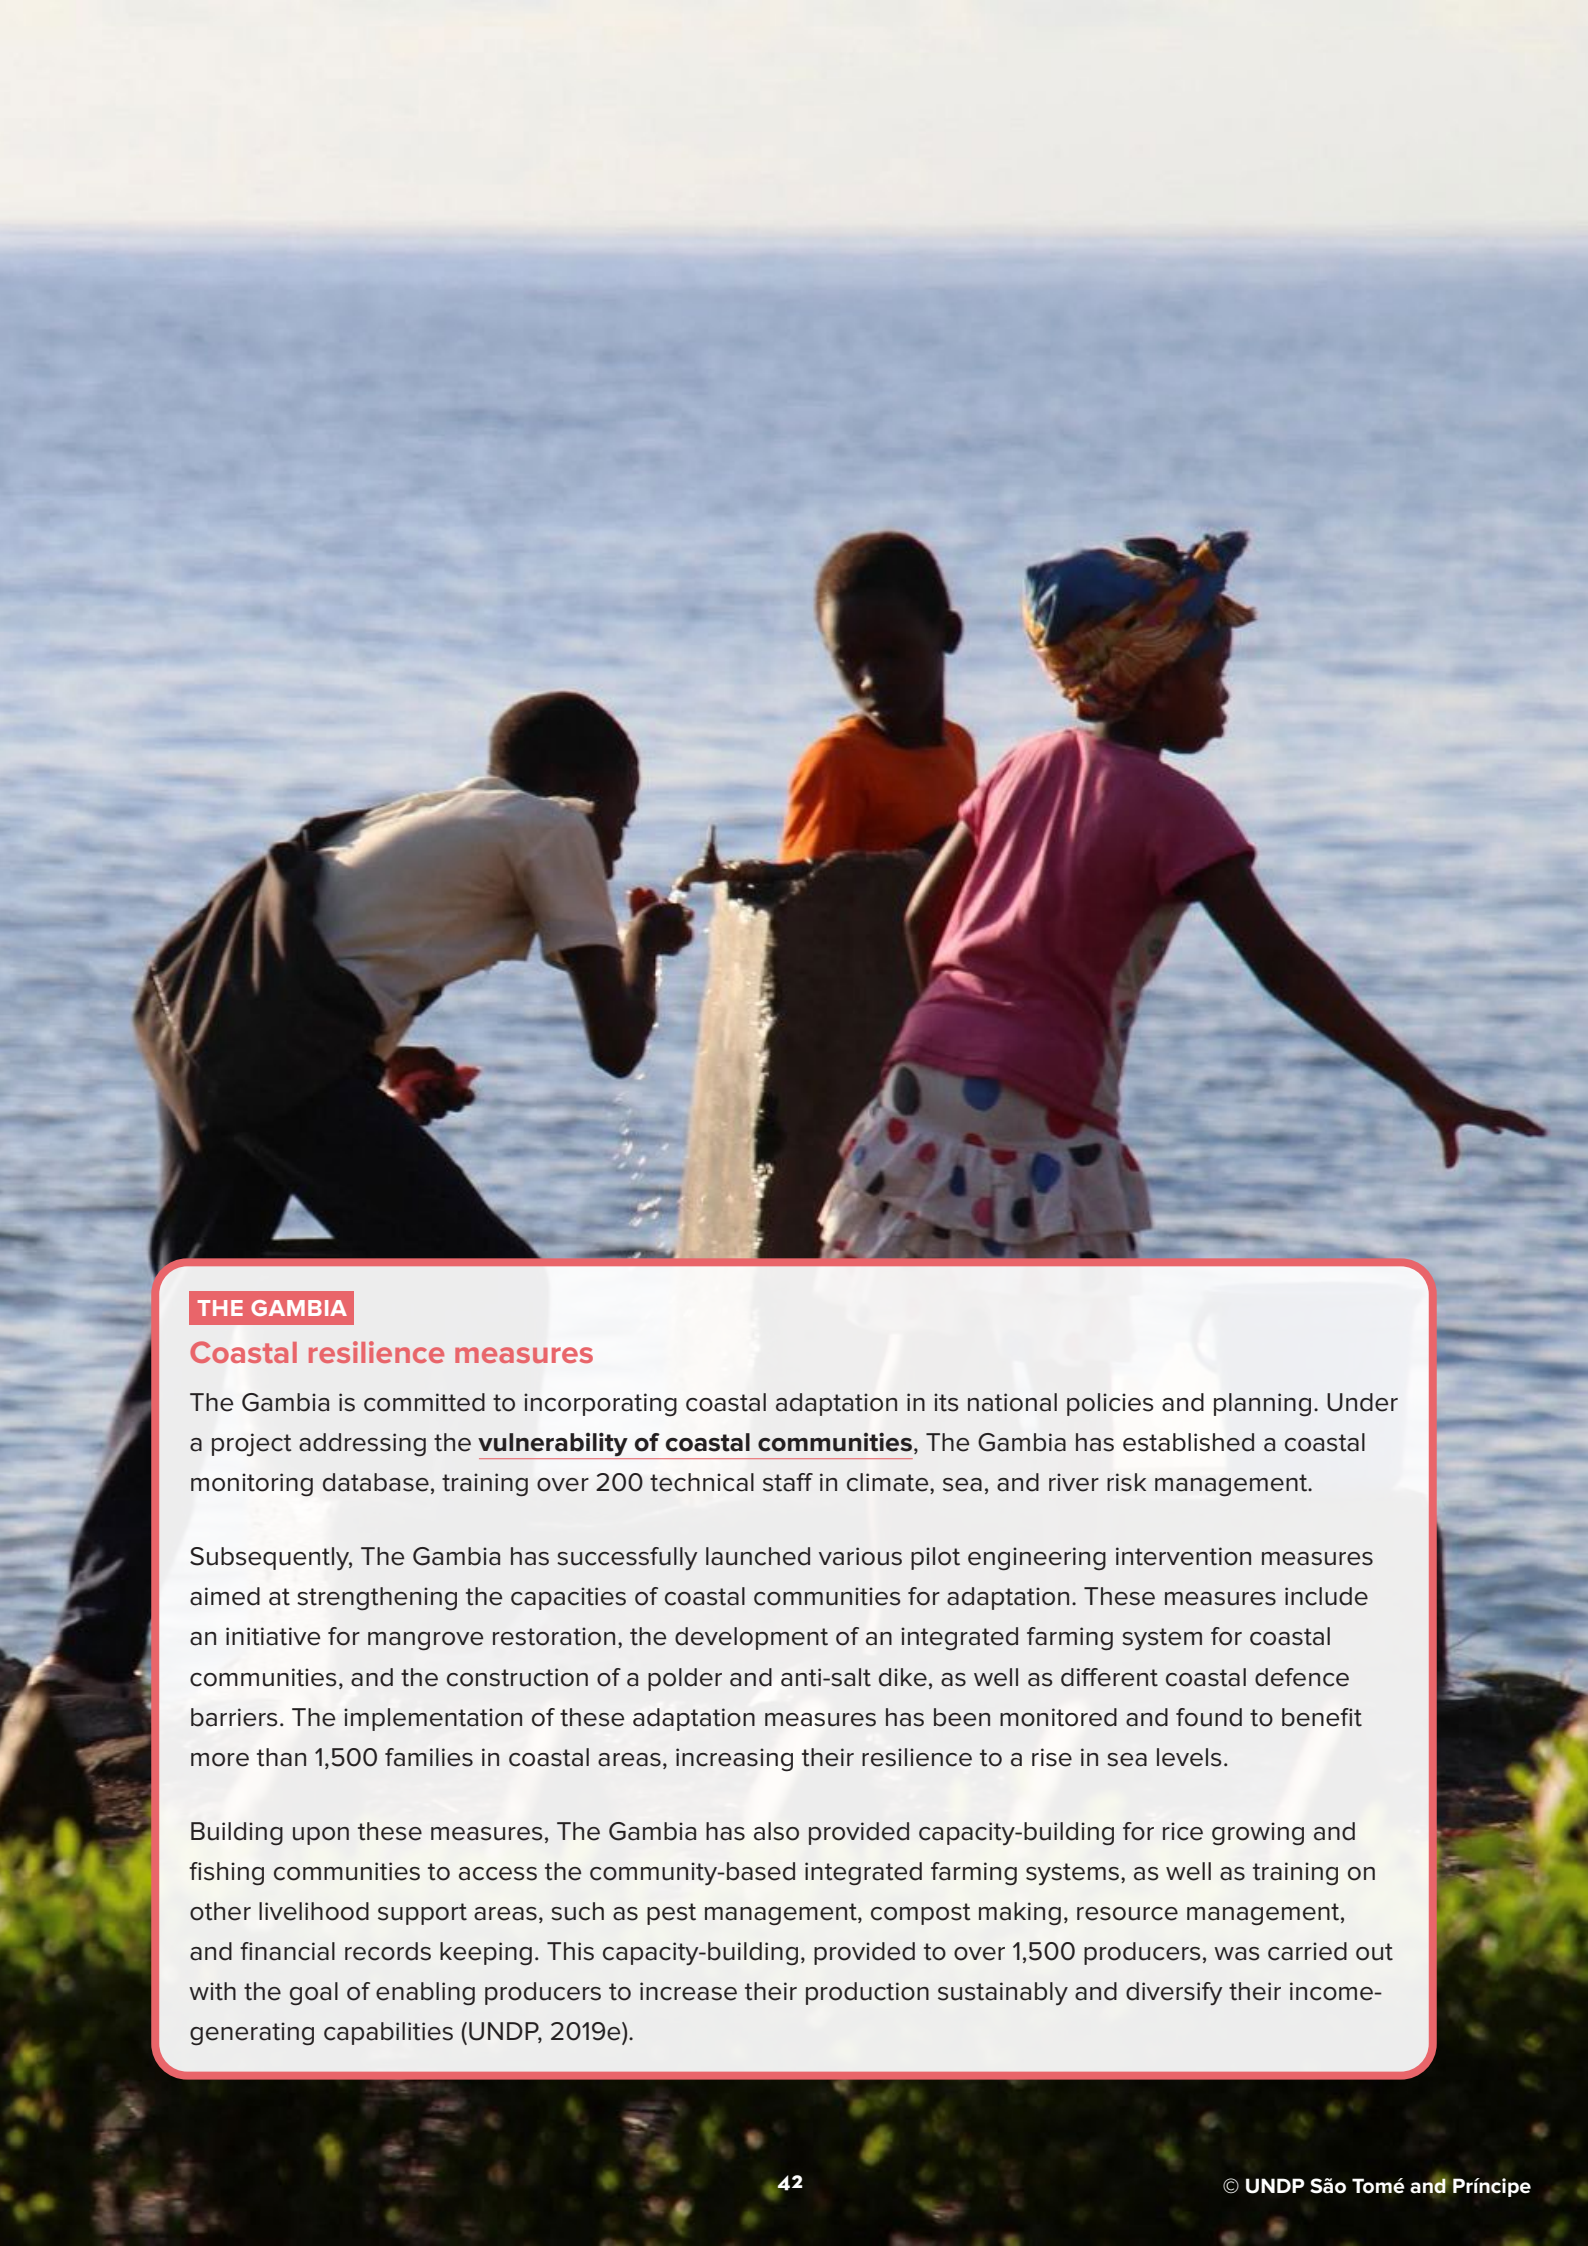 THE GAMBIA
Coastal resilience measures
The Gambia is committed to incorporating coastal adaptation in its national policies and planning. Under
a project addressing the vulnerability of coastal communities, The Gambia has established a coastal
monitoring database, training over 200 technical staff in climate, sea, and river risk management.
Subsequently, The Gambia has successfully launched various pilot engineering intervention measures
aimed at strengthening the capacities of coastal communities for adaptation. These measures include
an initiative for mangrove restoration, the development of an integrated farming system for coastal
communities, and the construction of a polder and anti-salt dike, as well as different coastal defence
barriers. The implementation of these adaptation measures has been monitored and found to benefit
more than 1,500 families in coastal areas, increasing their resilience to a rise in sea levels.
Building upon these measures, The Gambia has also provided capacity-building for rice growing and
fishing communities to access the community-based integrated farming systems, as well as training on
other livelihood support areas, such as pest management, compost making, resource management,
and financial records keeping. This capacity-building, provided to over 1,500 producers, was carried out
with the goal of enabling producers to increase their production sustainably and diversify their income-
generating capabilities (UNDP, 2019e).
42
© UNDP São Tomé and Príncipe